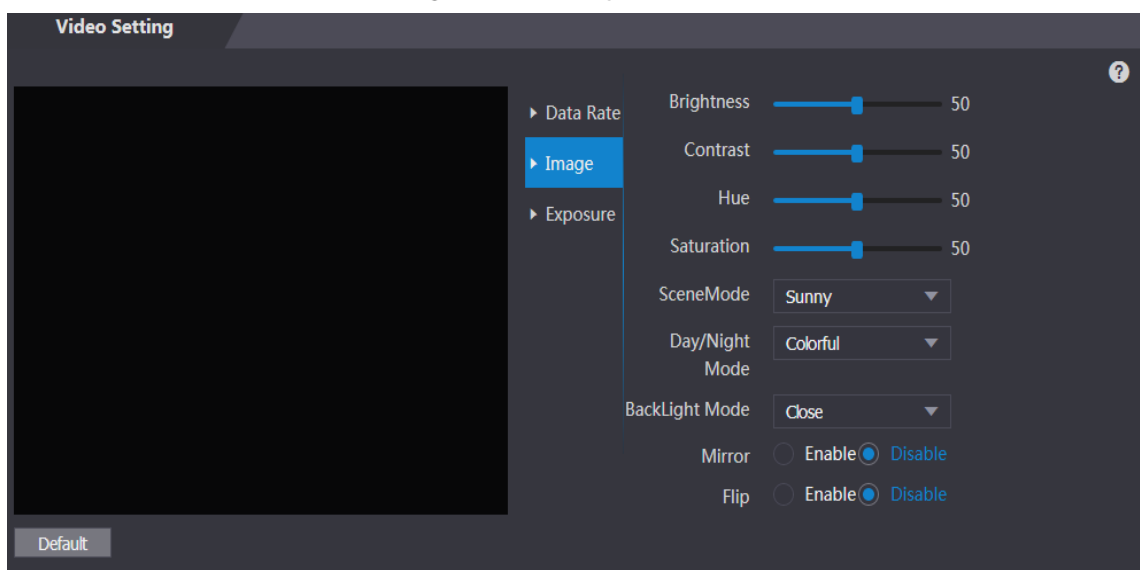 Video Setting
?
Data Rate
Image
Exposure
Brightness 50
Contrast 50
Hue 50
Saturation 50
SceneMode Sunny
Day/Night
Mode
Colorful
BackLight Mode Close
Mirror Enable Disable
Flip Enable Disable
Default